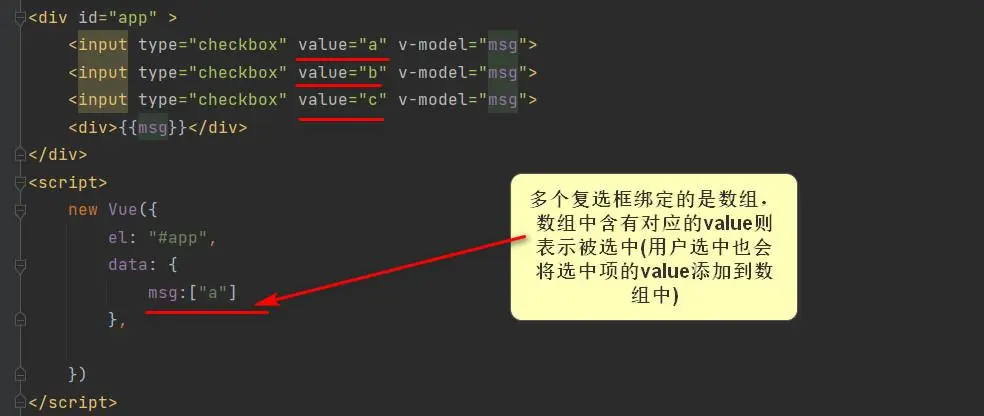 <div id="app" >
<input type="checkbox" value="a" v-model="msg">
<input type="checkbox" value="b" v-model="msg">
<input type="checkbox" value="c" v-model="msg">
<div>{{msg}}</div>
</div>
<script>
new Vue({
el: "#app",
data: {
msg:["a"]
},
})
</script>
多个复选框绑定的是数组，
数组中含有对应的value则
表示被选中(用户选中也会
将选中项的value添加到数
组中)